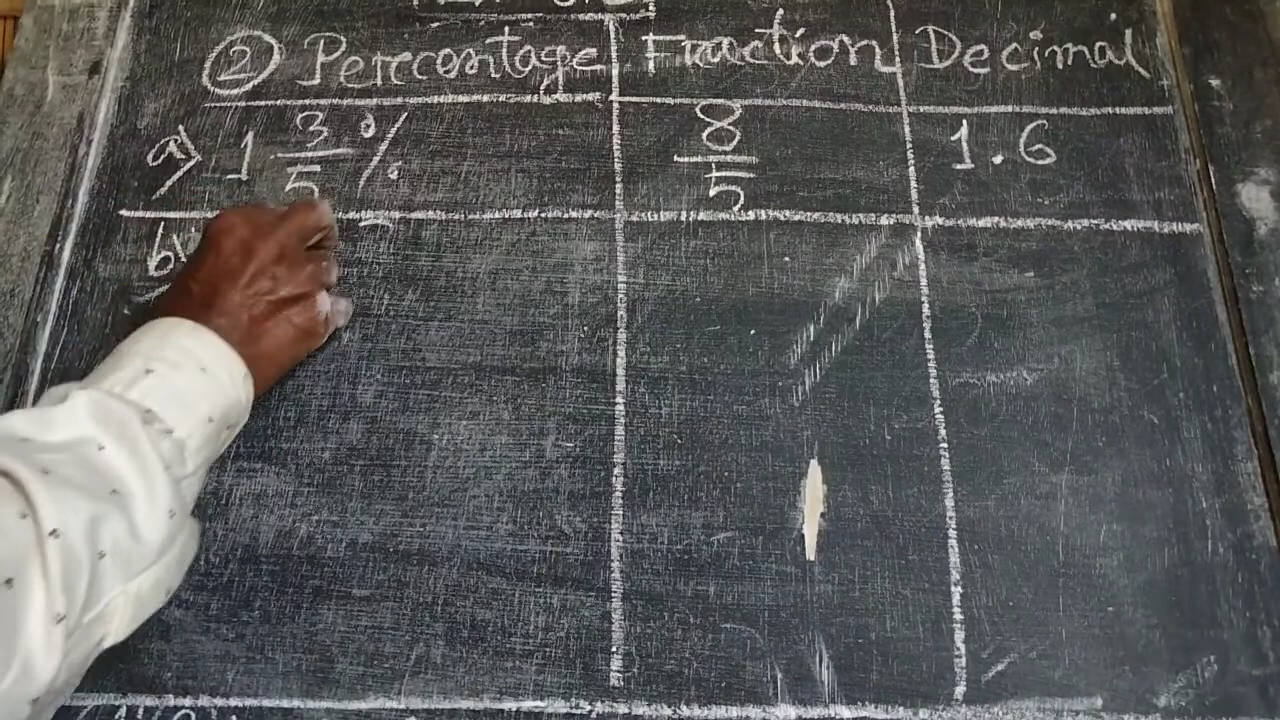 ② Percentage Fraction Decimal
a) 1 3/5 % 8/5 1.6
b)